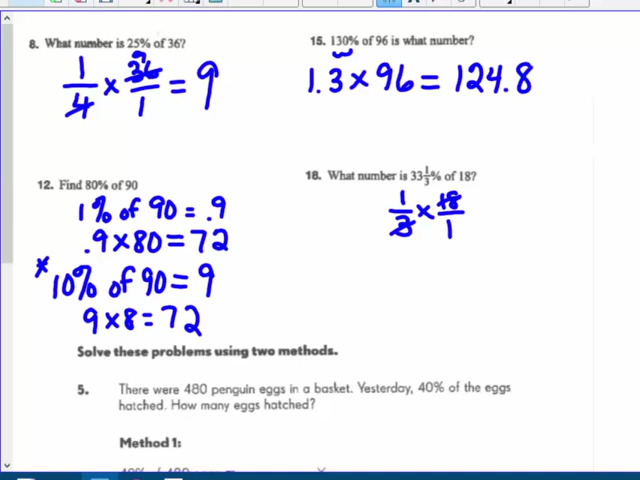 8. What number is 25% of 36?
1/4 × 36/1 = 9
15. 130% of 96 is what number?
1.3 × 96 = 124.8
12. Find 80% of 90
1% of 90 = .9
.9 × 80 = 72
* 10% of 90 = 9
9 × 8 = 72
18. What number is 33 1/3% of 18?
1/3 × 18/1
Solve these problems using two methods.
5. There were 480 penguin eggs in a basket. Yesterday, 40% of the eggs
hatched. How many eggs hatched?
Method 1: